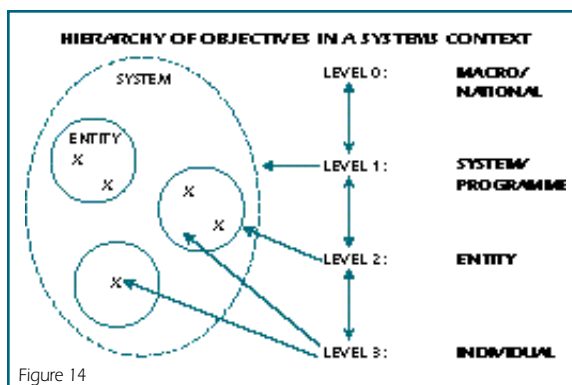 HIERARCHY OF OBJECTIVES IN A SYSTEMS CONTEXT
SYSTEM
ENTITY
X
X
X
X
X
LEVEL 0: MACRO/
NATIONAL
LEVEL 1: SYSTEM/
PROGRAMME
LEVEL 2: ENTITY
LEVEL 3: INDIVIDUAL
Figure 14